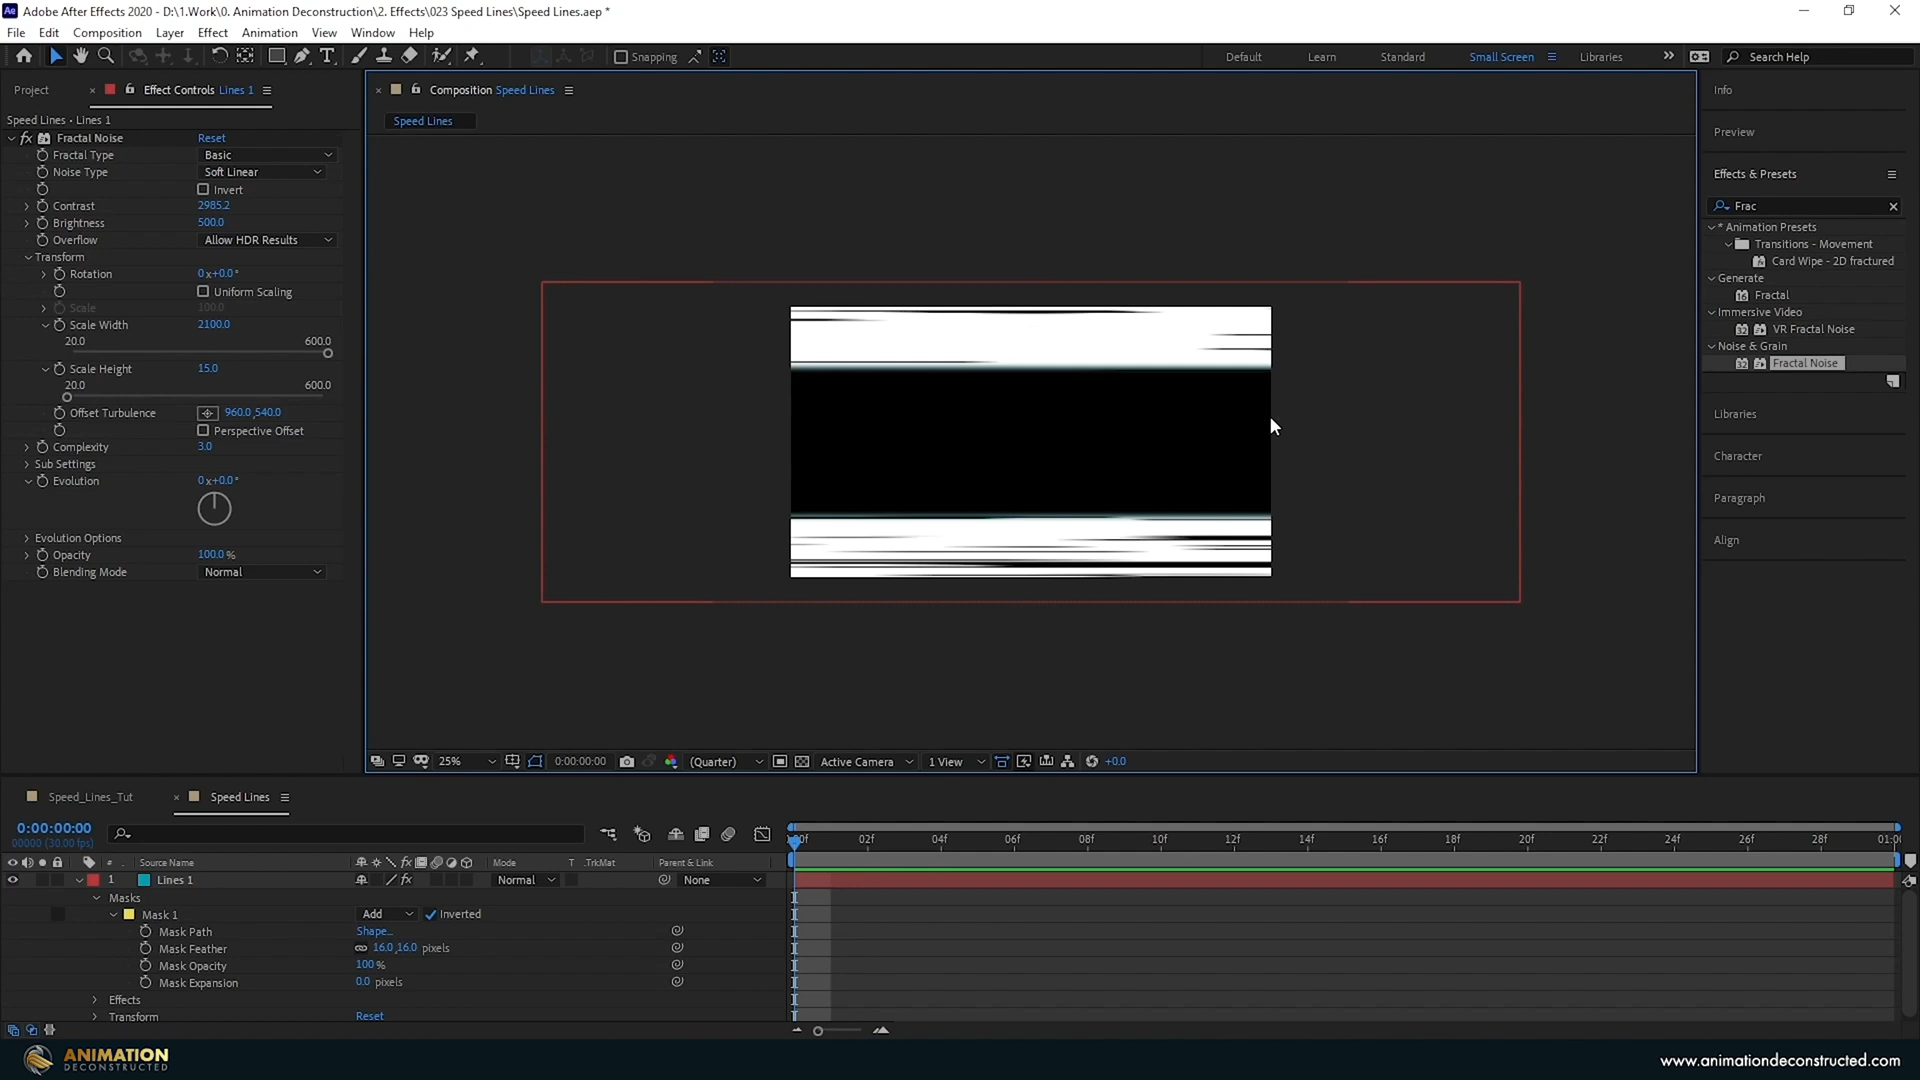 Adobe After Effects 2020 - D:\1.Work\0. Animation Deconstruction\2. Effects\023 Speed Lines\Speed Lines.aep *
File Edit Composition Layer Effect Animation View Window Help
Snapping Default Learn Standard Small Screen Libraries Search Help
Project Effect Controls Lines 1
Composition Speed Lines
Speed Lines
Speed Lines • Lines 1
fx Fractal Noise Reset
Fractal Type Basic
Noise Type Soft Linear
Invert
Contrast 2985.2
Brightness 500.0
Overflow Allow HDR Results
Transform
Rotation 0x+0.0°
Uniform Scaling
Scale 100.0
Scale Width 2100.0
20.0 600.0
Scale Height 15.0
20.0 600.0
Offset Turbulence 960.0,540.0
Perspective Offset
Complexity 3.0
Sub Settings
Evolution 0x+0.0°
Evolution Options
Opacity 100.0 %
Blending Mode Normal
Info
Preview
Effects & Presets
Frac
* Animation Presets
Transitions - Movement
Card Wipe - 2D fractured
Generate
Fractal
Immersive Video
VR Fractal Noise
Noise & Grain
Fractal Noise
Libraries
Character
Paragraph
Align
25% 0:00:00:00 (Quarter) Active Camera 1 View +0.0
Speed_Lines_Tut Speed Lines
0:00:00:00
00000 (30.00 fps)
02f 04f 06f 08f 10f 12f 14f 16f 18f 20f 22f 24f 26f 28f
# Source Name Mode T .TrkMat Parent & Link
1 Lines 1 Normal None
Masks
Mask 1 Add Inverted
Mask Path Shape...
Mask Feather 16.0,16.0 pixels
Mask Opacity 100 %
Mask Expansion 0.0 pixels
Effects
Transform Reset
ANIMATION
DECONSTRUCTED
www.animationdeconstructed.com